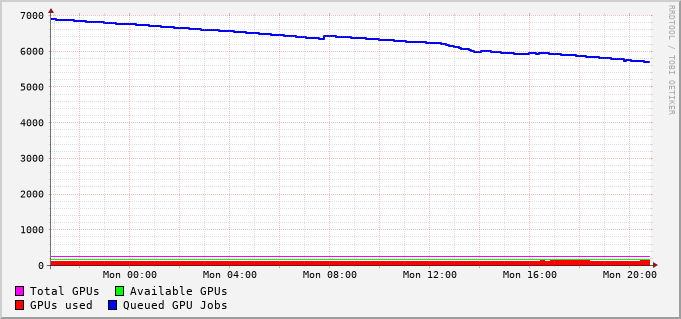 7000
6000
5000
4000
3000
2000
1000
0
Mon 00:00 Mon 04:00 Mon 08:00 Mon 12:00 Mon 16:00 Mon 20:00
Total GPUs Available GPUs
GPUs used Queued GPU Jobs
RRDTOOL / TOBI OETIKER